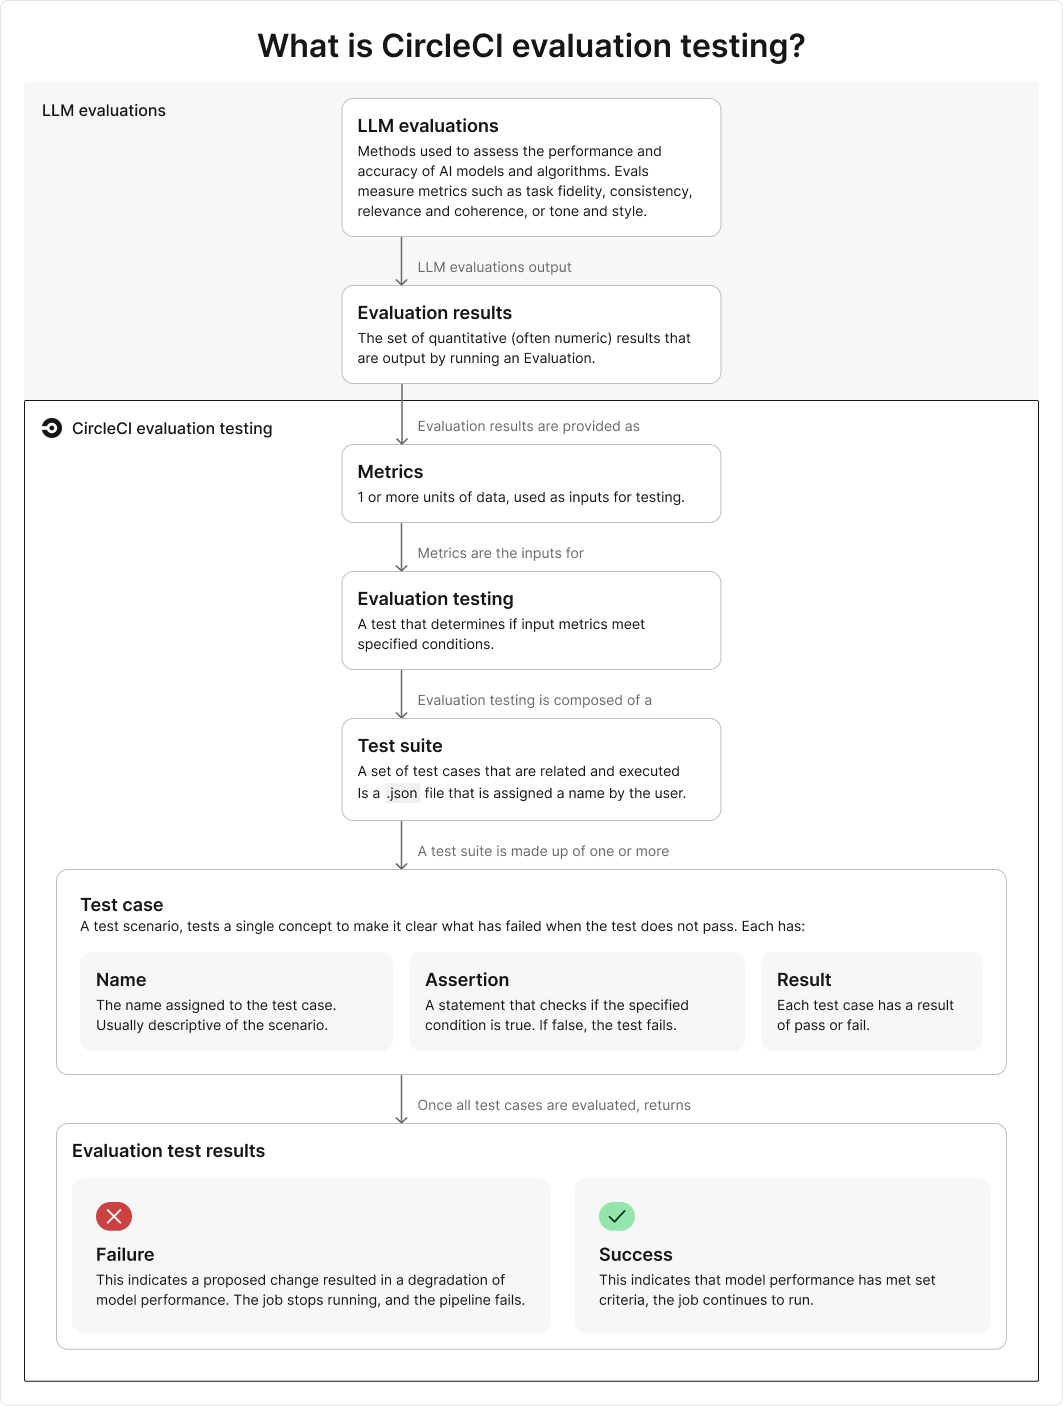 What is CircleCI evaluation testing?
LLM evaluations
LLM evaluations
Methods used to assess the performance and
accuracy of AI models and algorithms. Evals
measure metrics such as task fidelity, consistency,
relevance and coherence, or tone and style.
LLM evaluations output
Evaluation results
The set of quantitative (often numeric) results that
are output by running an Evaluation.
CircleCI evaluation testing
Evaluation results are provided as
Metrics
1 or more units of data, used as inputs for testing.
Metrics are the inputs for
Evaluation testing
A test that determines if input metrics meet
specified conditions.
Evaluation testing is composed of a
Test suite
A set of test cases that are related and executed
Is a .json file that is assigned a name by the user.
A test suite is made up of one or more
Test case
A test scenario, tests a single concept to make it clear what has failed when the test does not pass. Each has:
Name
The name assigned to the test case.
Usually descriptive of the scenario.
Assertion
A statement that checks if the specified
condition is true. If false, the test fails.
Result
Each test case has a result
of pass or fail.
Once all test cases are evaluated, returns
Evaluation test results
Failure
This indicates a proposed change resulted in a degradation of
model performance. The job stops running, and the pipeline fails.
Success
This indicates that model performance has met set
criteria, the job continues to run.